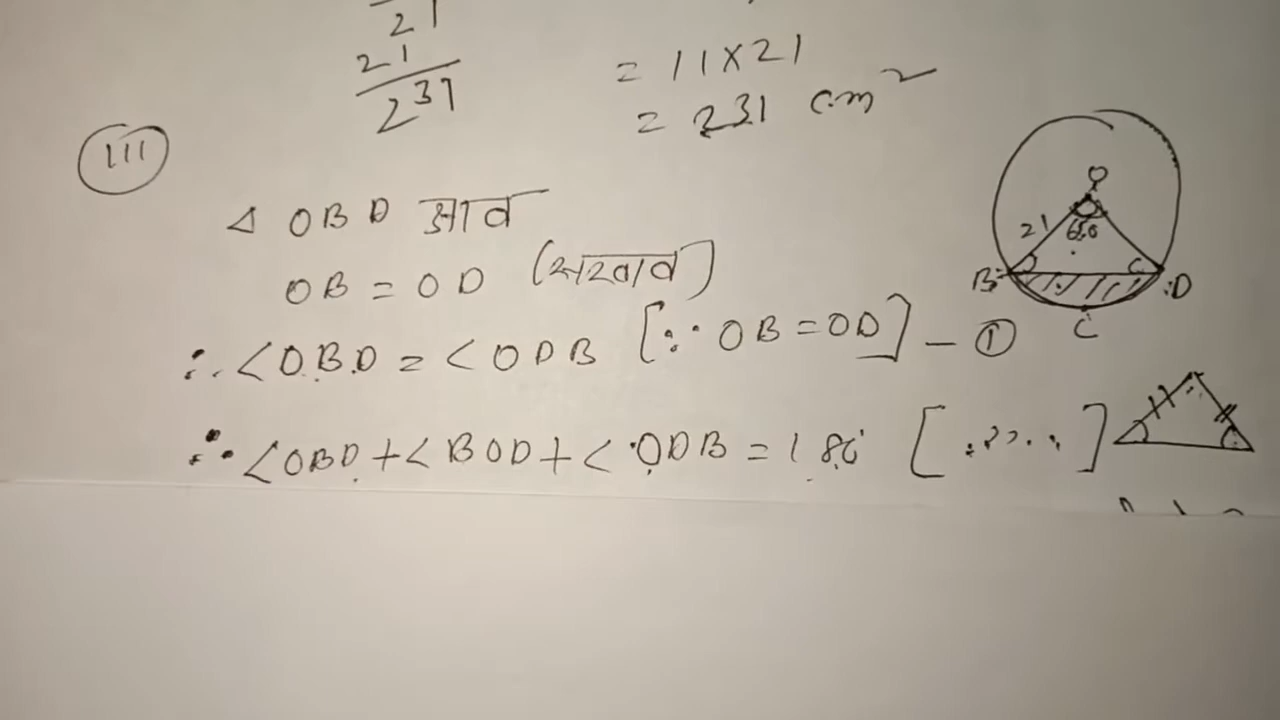 21
21
231
= 11 × 21
= 231 cm²
(iii)
△ OBD आव
OB = OD
∴ <OBD = <ODB [∵ OB = OD] — ①
∴ <OBD + <BOD + <ODB = 180 [∵ ....]
O
21 60
B D
C